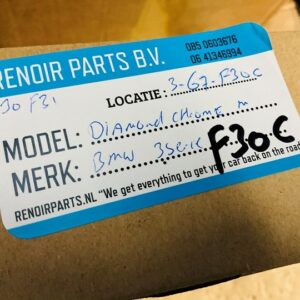 RENOIR PARTS B.V.
085 0603676
06 41346994
30 F31
LOCATIE: 3-G2-F30C
MODEL: DIAMOND CHROME m
MERK: BMW 3serie
F30C
RENOIRPARTS.NL "We get everything to get your car back on the road